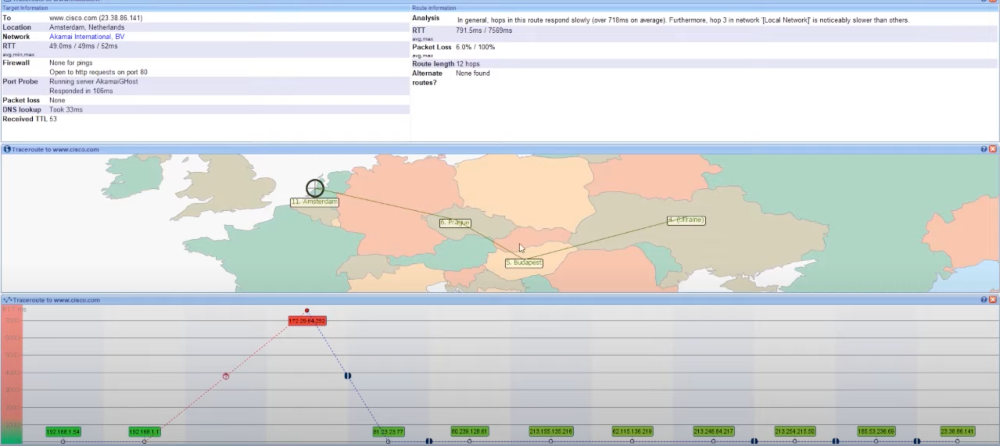 Target Information
To www.cisco.com (23.38.86.141)
Location Amsterdam, Netherlands
Network Akamai International, BV
RTT 49.0ms / 49ms / 52ms
avg,min,max
Firewall None for pings
Open to http requests on port 80
Port Probe Running server AkamaiGHost
Responded in 106ms
Packet loss None
DNS lookup Took 33ms
Received TTL 53
Route Information
Analysis In general, hops in this route respond slowly (over 718ms on average). Furthermore, hop 3 in network '[Local Network]' is noticeably slower than others.
RTT 791.5ms / 7569ms
avg,max
Packet Loss 6.0% / 100%
avg,max
Route length 12 hops
Alternate None found
routes?
Traceroute to www.cisco.com
11. Amsterdam
6. Prague
4. (Ukraine)
5. Budapest
Traceroute to www.cisco.com
RTT ms
7000
172.29.64.252
6000
5000
4000
3000
2000
1000
192.168.1.54
192.168.1.1
81.23.23.77
80.239.128.61
213.155.135.216
62.115.136.219
213.248.84.217
213.254.215.50
185.53.236.69
23.38.86.141
0